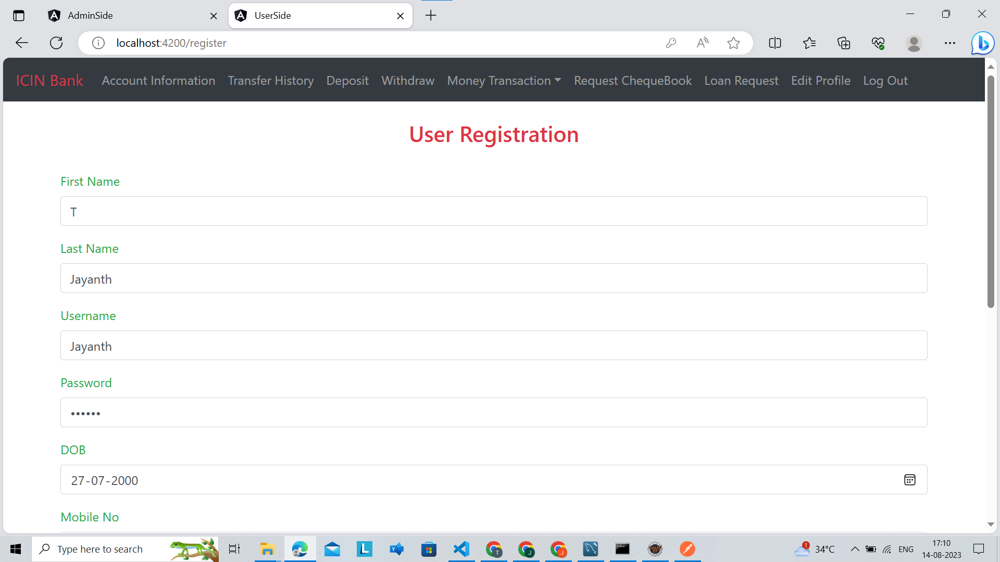 AdminSide
UserSide
localhost:4200/register
ICIN Bank
Account Information
Transfer History
Deposit
Withdraw
Money Transaction
Request ChequeBook
Loan Request
Edit Profile
Log Out
User Registration
First Name
T
Last Name
Jayanth
Username
Jayanth
Password
••••••
DOB
27-07-2000
Mobile No
Type here to search
1
34°C
ENG
17:10
14-08-2023